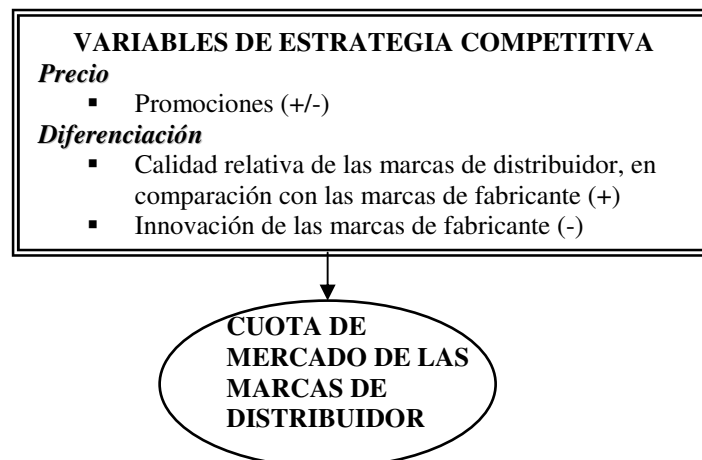 VARIABLES DE ESTRATEGIA COMPETITIVA
Precio
▪ Promociones (+/-)
Diferenciación
▪ Calidad relativa de las marcas de distribuidor, en
comparación con las marcas de fabricante (+)
▪ Innovación de las marcas de fabricante (-)
CUOTA DE
MERCADO DE LAS
MARCAS DE
DISTRIBUIDOR